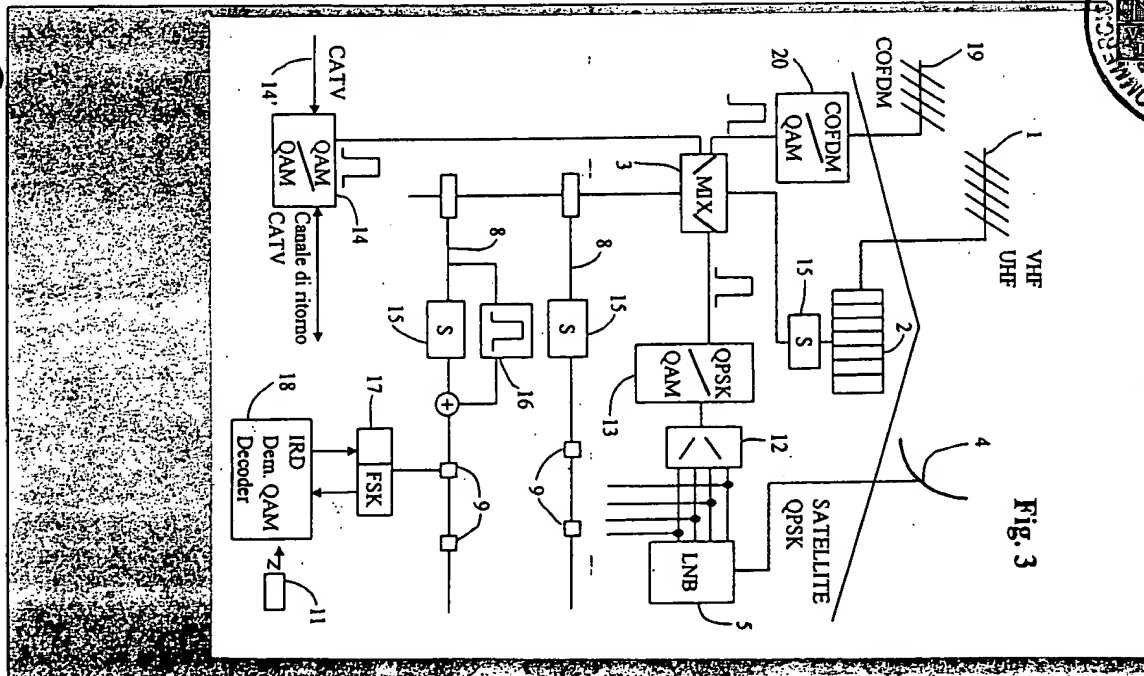 Fig. 3
19
COFDM
1
VHF
UHF
4
SATELLITE
QPSK
20
COFDM
QAM
2
15
S
3
MIX
QPSK
QAM
13
12
LNB
5
CATV
14'
QAM
QAM
14
Canale di ritorno
CATV
8
8
15
S
15
S
16
+
9
9
17
FSK
18
IRD
Dem. QAM
Decoder
Z
11